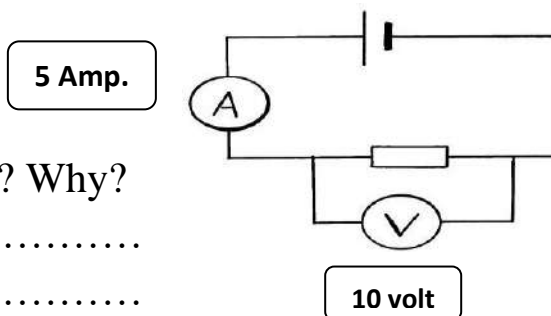 5 Amp.
A
? Why?
..........
V
..........
10 volt